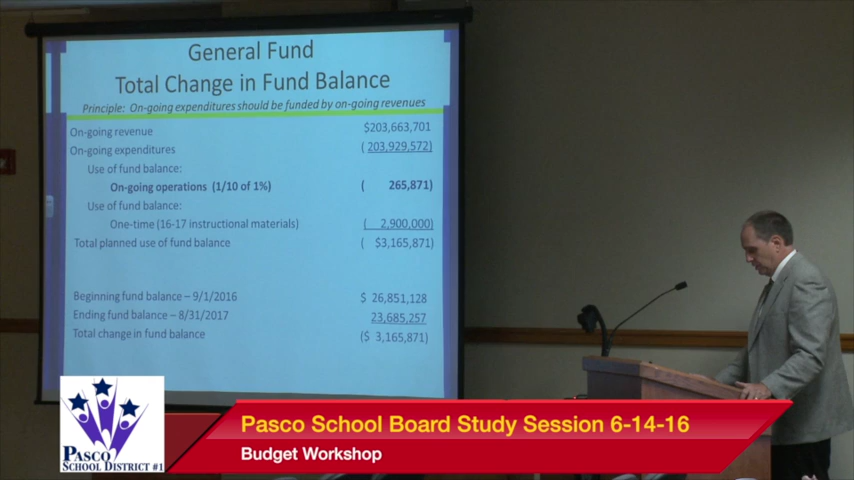 General Fund
Total Change in Fund Balance
Principle: On-going expenditures should be funded by on-going revenues
On-going revenue $203,663,701
On-going expenditures ( 203,929,572)
Use of fund balance:
On-going operations (1/10 of 1%) ( 265,871)
Use of fund balance:
One-time (16-17 instructional materials) ( 2,900,000)
Total planned use of fund balance ( $3,165,871)
Beginning fund balance – 9/1/2016 $ 26,851,128
Ending fund balance – 8/31/2017 23,685,257
Total change in fund balance ($ 3,165,871)
PASCO
SCHOOL DISTRICT #1
Pasco School Board Study Session 6-14-16
Budget Workshop